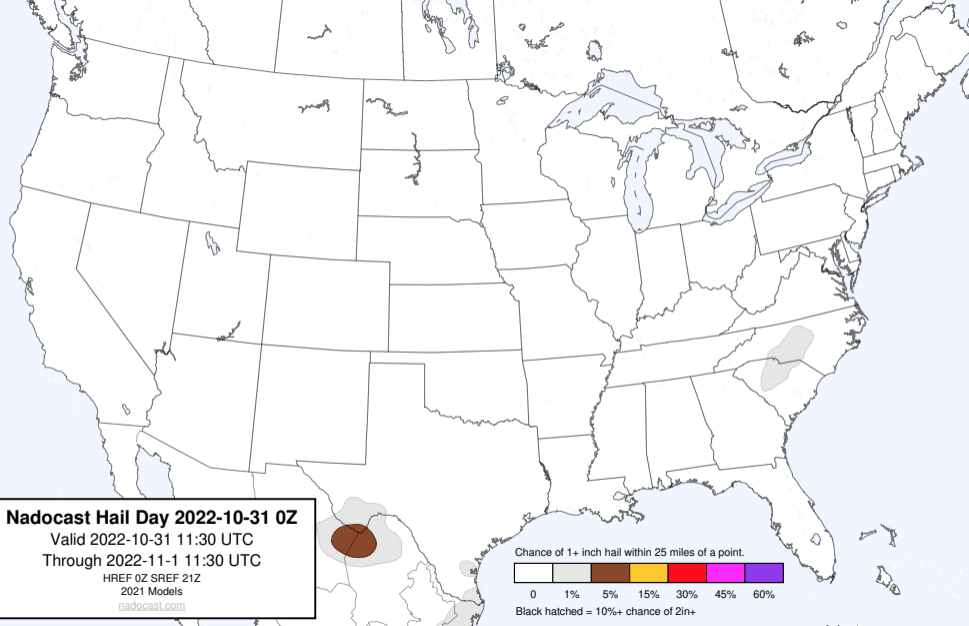 Nadocast Hail Day 2022-10-31 0Z
Valid 2022-10-31 11:30 UTC
Through 2022-11-1 11:30 UTC
HREF 0Z SREF 21Z
2021 Models
nadocast.com
Chance of 1+ inch hail within 25 miles of a point.
0 1% 5% 15% 30% 45% 60%
Black hatched = 10%+ chance of 2in+